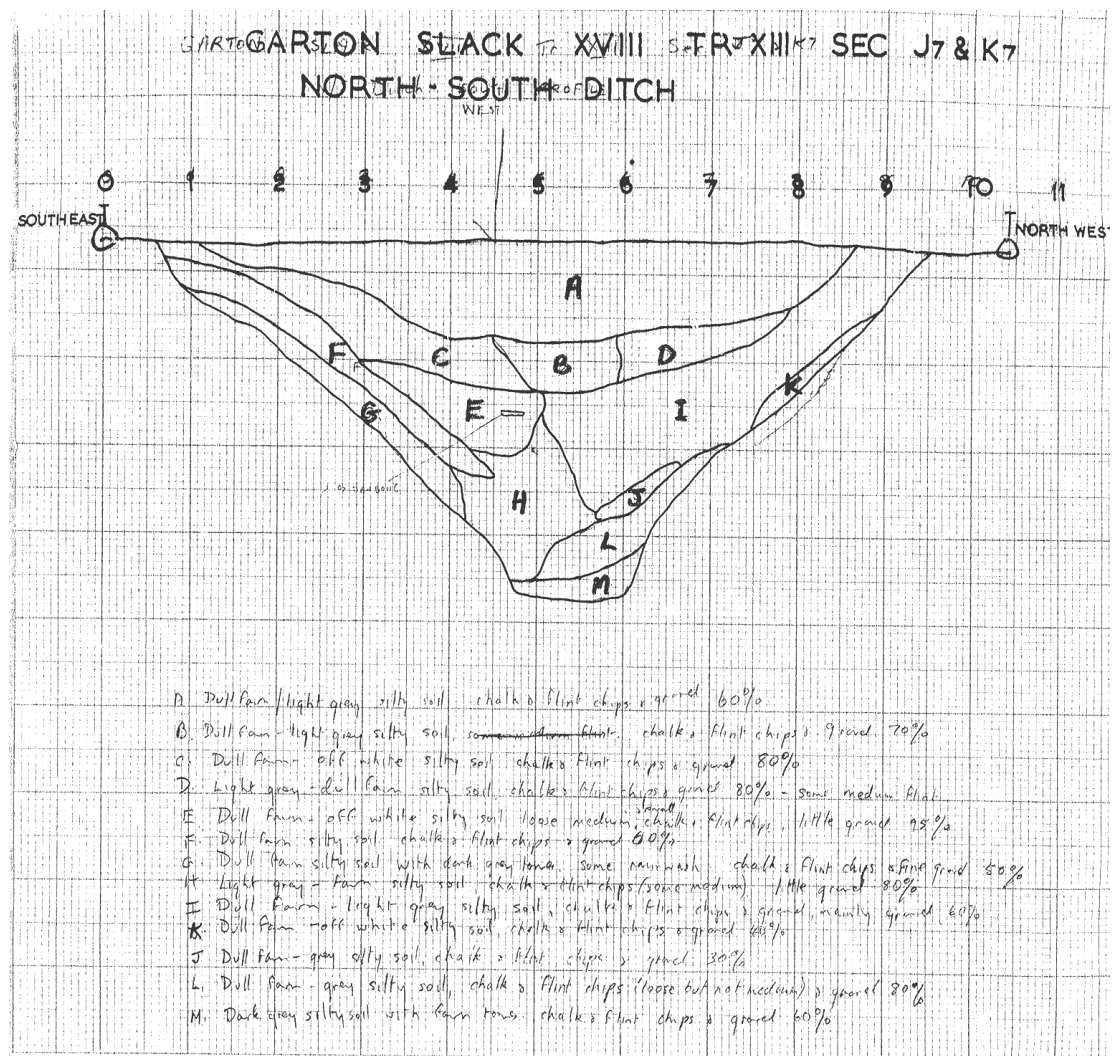 GARTON SLACK XVIII TR XIII SEC J7 & K7
NORTH - SOUTH DITCH
WEST
0 1 2 3 4 5 6 7 8 9 10 11
SOUTH EAST
NORTH WEST
A
F C B D
F
G E I K
H J
L
M
A Dull fawn/light grey silty soil chalk & flint chips & gravel 60%
B. Dull fawn - light grey silty soil, chalk & flint chips & gravel 70%
C. Dull fawn - off white silty soil chalk & flint chips & gravel 80%
D. Light grey - dull fawn silty soil, chalk & flint chips & gravel 80% - some medum flint
E Dull fawn - off white silty soil loose medium, small chalk & flint chips, little gravel 95%
F. Dull fawn silty soil. chalk & flint chips & gravel 60%
G. Dull fawn silty soil with dark grey tones, some rainwash chalk & flint chips & fine gravel 50%
H Light grey - fawn silty soil, chalk & flint chips (some medium) little gravel 80%
I Dull fawn - light grey silty soil, chalk & flint chips & gravel, mainly gravel 60%
K Dull fawn - off white silty soil, chalk & flint chips & gravel 40%
J Dull fawn - grey silty soil, chalk & flint chips & gravel 30%
L. Dull fawn - grey silty soil, chalk & flint chips (loose but not medium) & gravel 80%
M. Dark grey silty soil with fawn tones. chalk & flint chips & gravel 60%